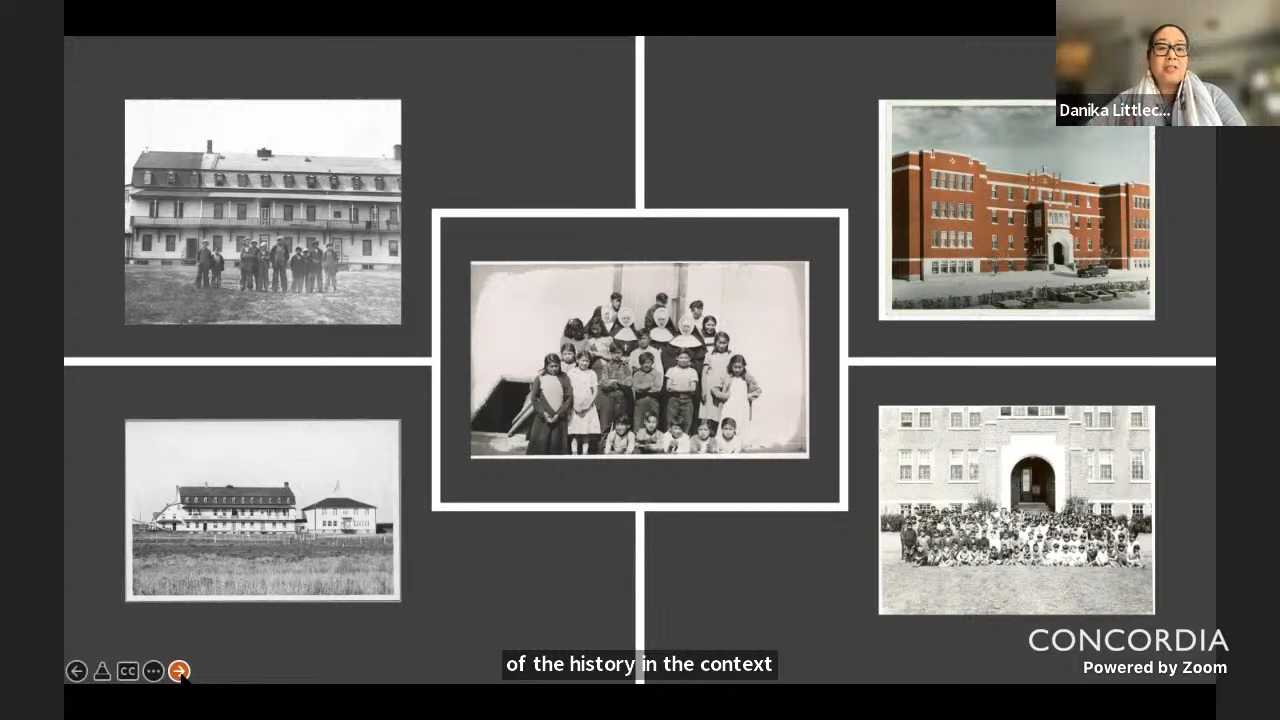 Danika Littlec...
of the history in the context
CC
CONCORDIA
Powered by Zoom